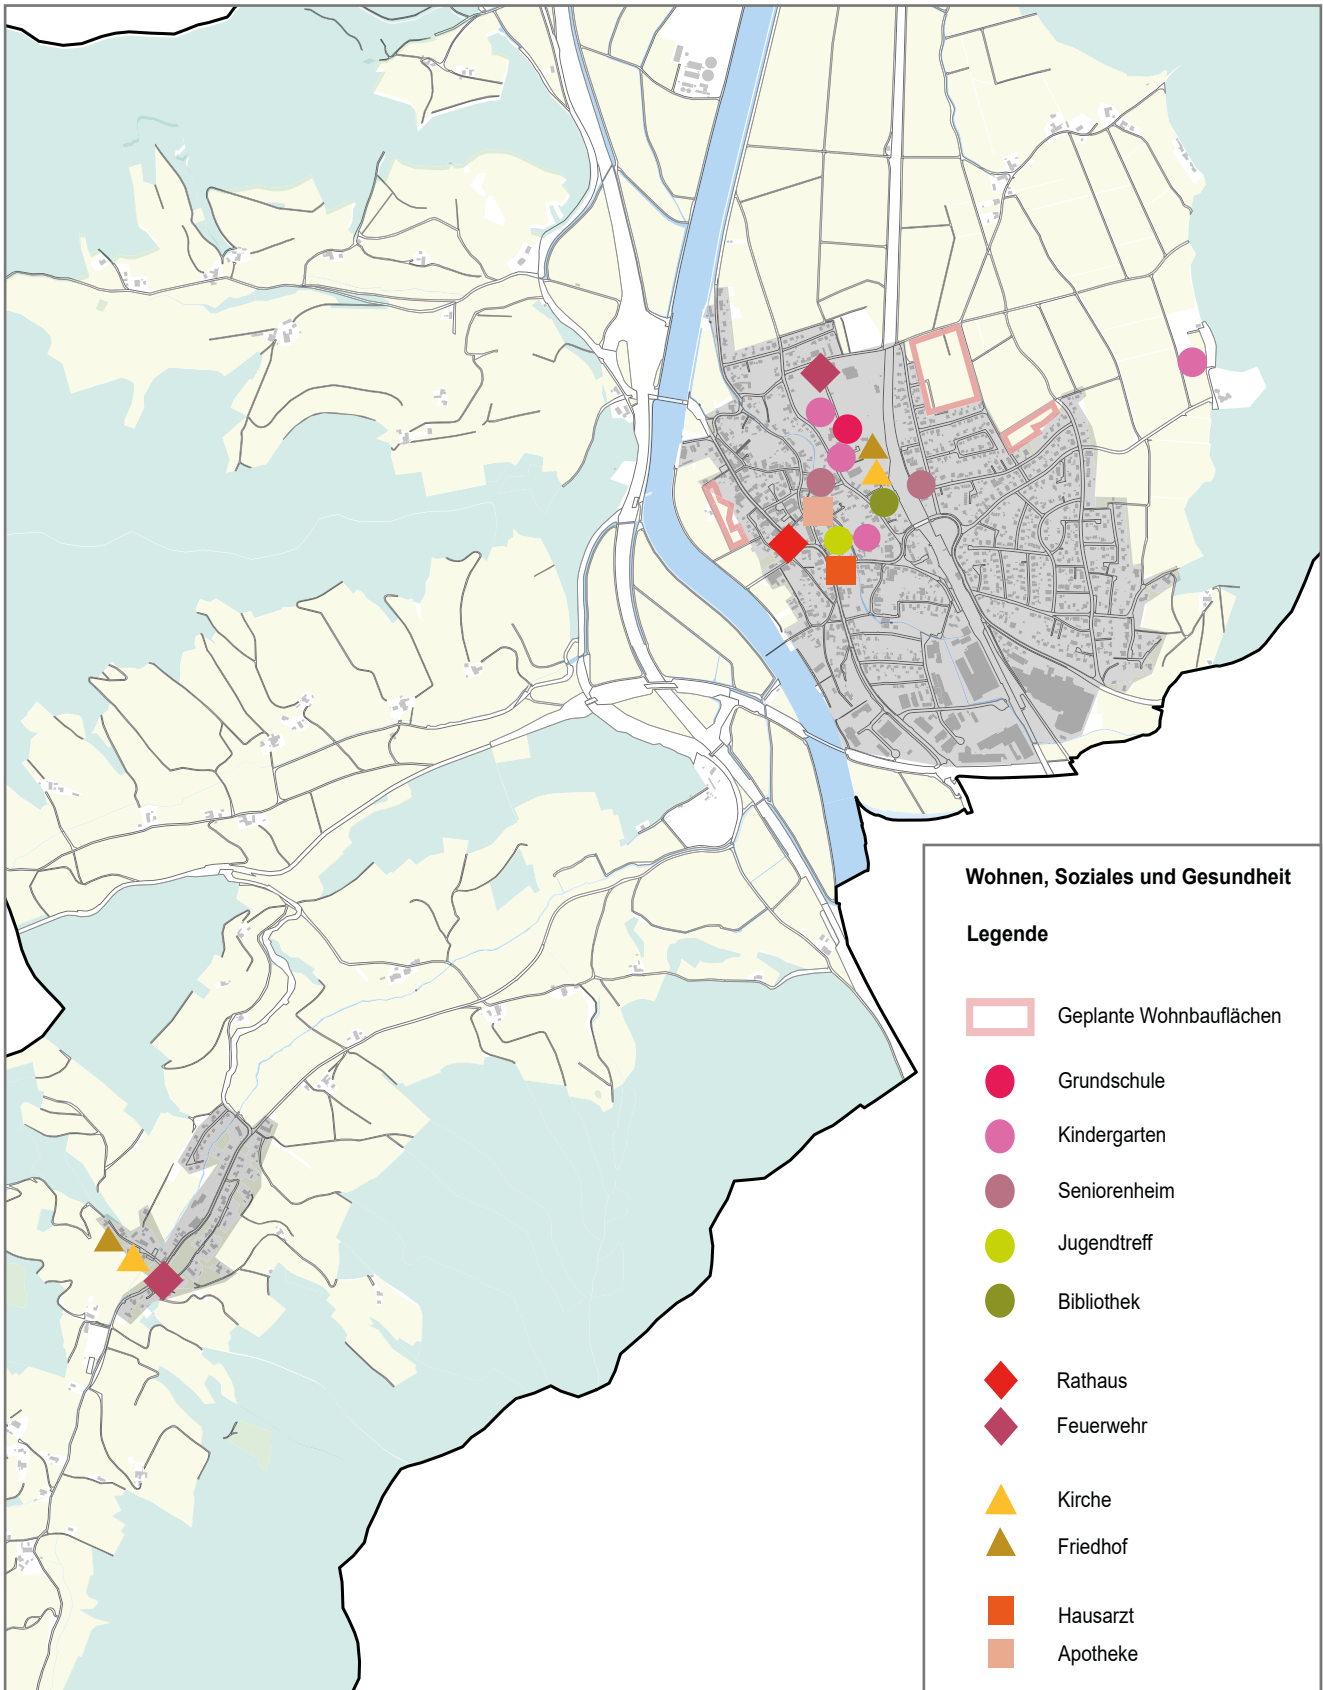 Wohnen, Soziales und Gesundheit
Legende
Geplante Wohnbauflächen
Grundschule
Kindergarten
Seniorenheim
Jugendtreff
Bibliothek
Rathaus
Feuerwehr
Kirche
Friedhof
Hausarzt
Apotheke